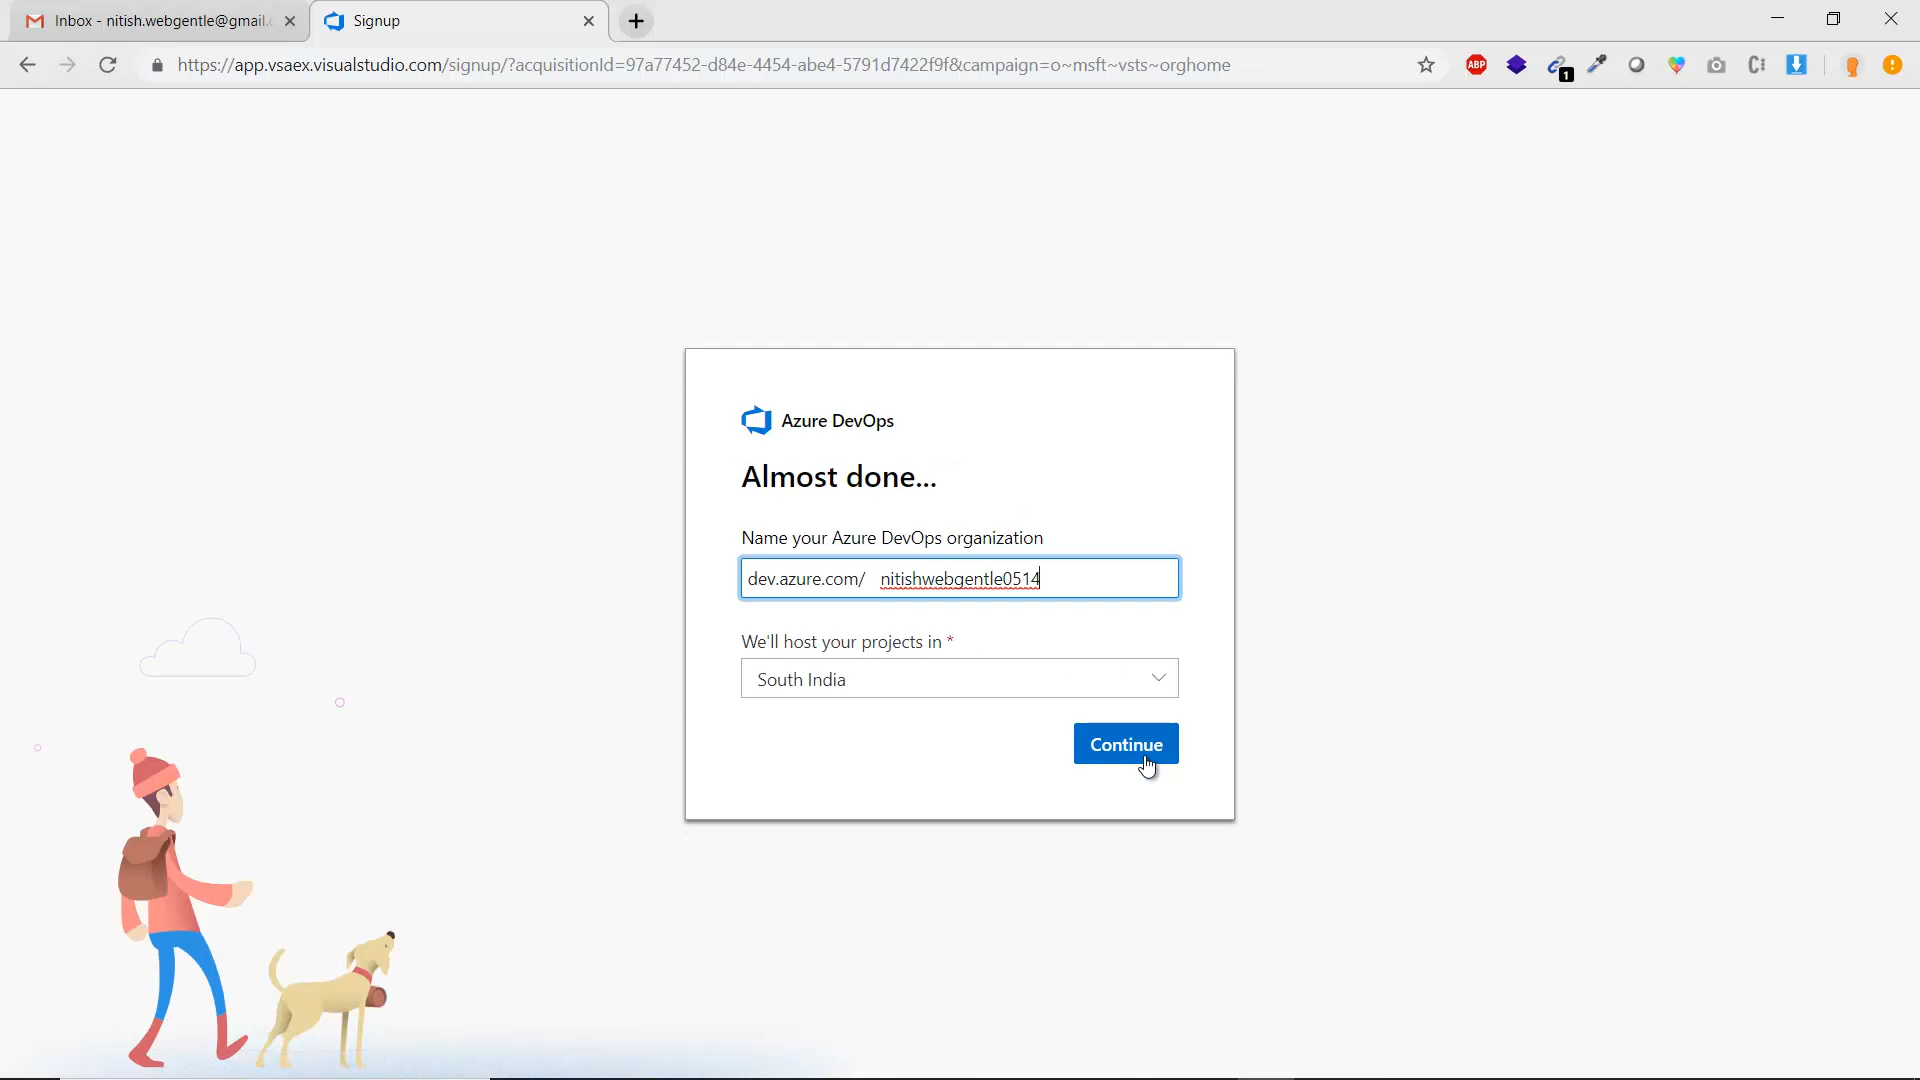 Inbox - nitish.webgentle@gmail.c
Signup
https://app.vsaex.visualstudio.com/signup/?acquisitionId=97a77452-d84e-4454-abe4-5791d7422f9f&campaign=o~msft~vsts~orghome
ABP
1
Azure DevOps
Almost done...
Name your Azure DevOps organization
dev.azure.com/ nitishwebgentle0514
We'll host your projects in *
South India
Continue